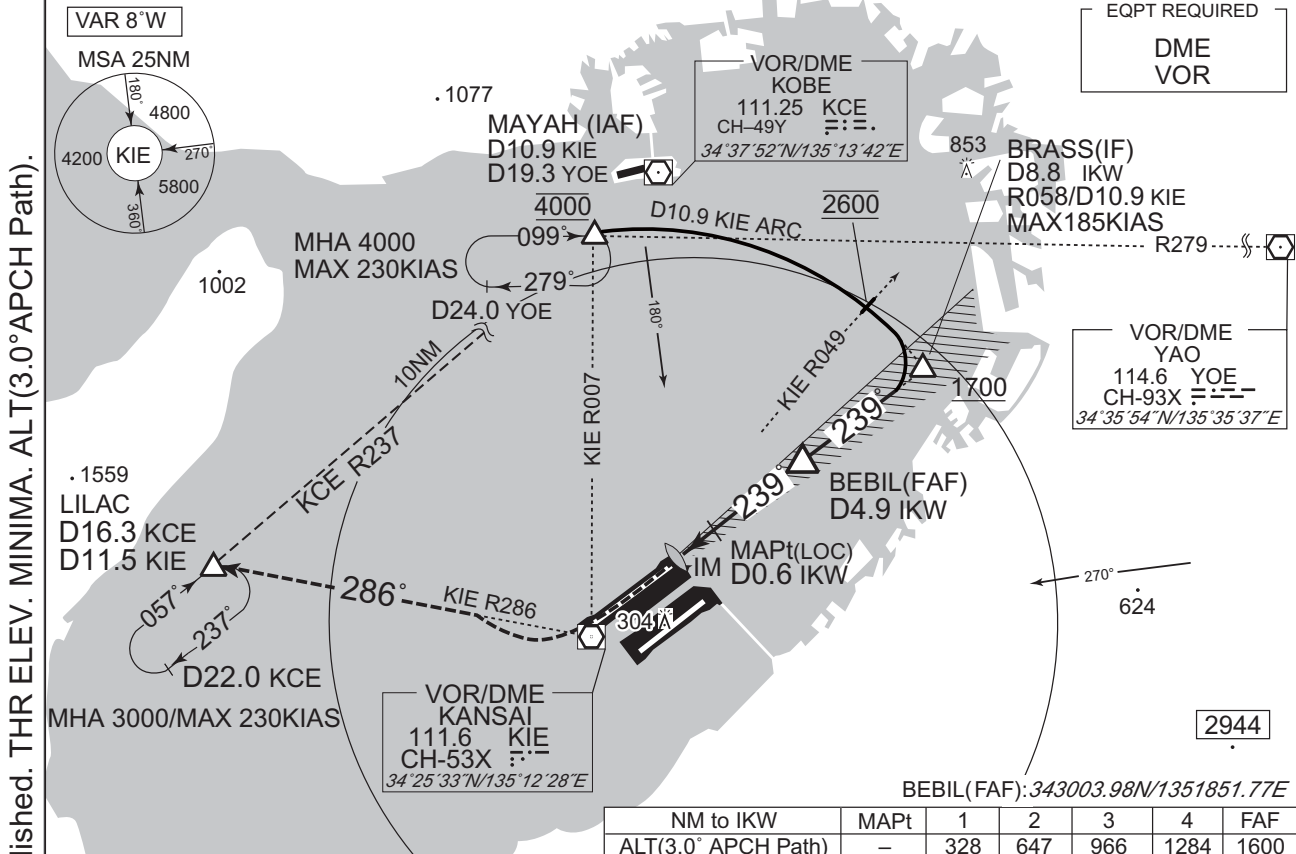 lished. THR ELEV. MINIMA. ALT(3.0°APCH Path).
VAR 8°W
MSA 25NM
180°
4800
4200
KIE
270°
5800
360°
EQPT REQUIRED
DME
VOR
VOR/DME
KOBE
111.25 KCE
CH–49Y
34°37′52″N/135°13′42″E
.1077
MAYAH (IAF)
D10.9 KIE
D19.3 YOE
4000
853
BRASS(IF)
D8.8 IKW
R058/D10.9 KIE
MAX185KIAS
2600
D10.9 KIE ARC
099°
MHA 4000
MAX 230KIAS
279°
R279
1002
D24.0 YOE
180°
VOR/DME
YAO
114.6 YOE
CH-93X
34°35′54″N/135°35′37″E
10NM
KIE R049
1700
KIE R007
239°
KCE R237
.1559
LILAC
D16.3 KCE
D11.5 KIE
BEBIL(FAF)
D4.9 IKW
239°
MAPt(LOC)
D0.6 IKW
IM
270°
624
286°
KIE R286
304
057°
237°
D22.0 KCE
MHA 3000/MAX 230KIAS
VOR/DME
KANSAI
111.6 KIE
CH-53X
34°25′33″N/135°12′28″E
2944
BEBIL(FAF):343003.98N/1351851.77E
NM to IKW MAPt 1 2 3 4 FAF
ALT(3.0° APCH Path) – 328 647 966 1284 1600